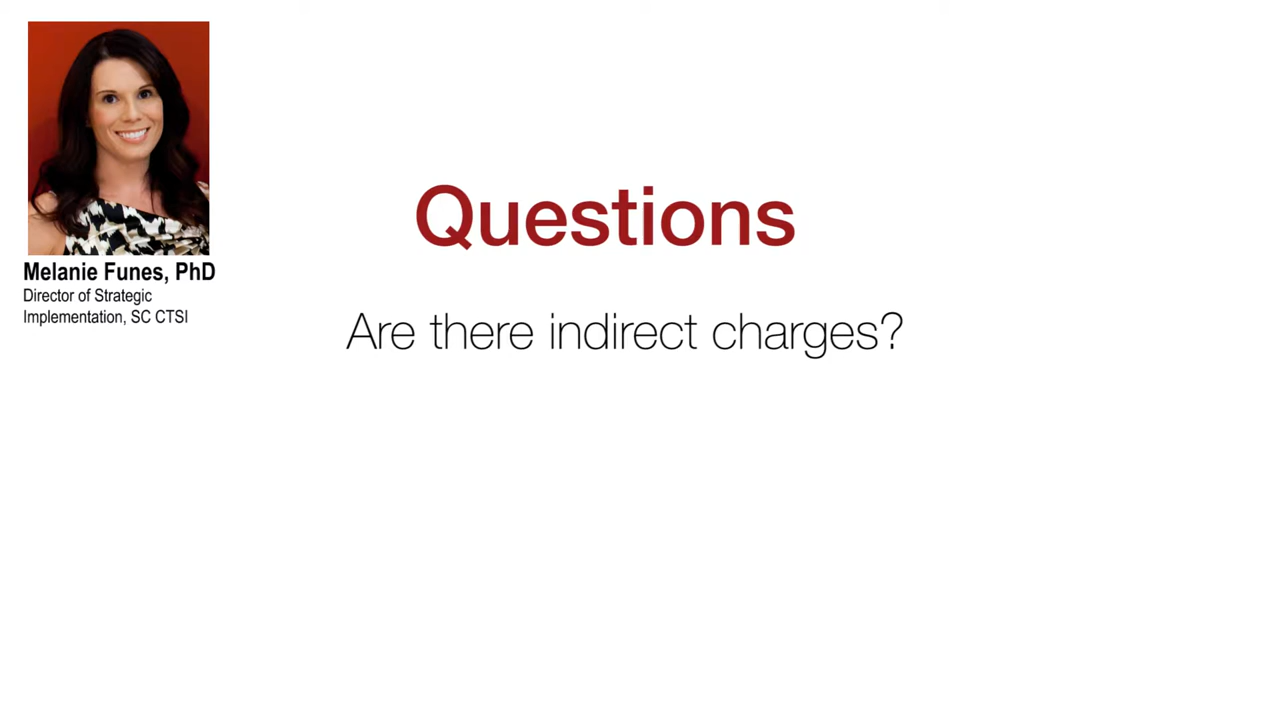 Melanie Funes, PhD
Director of Strategic
Implementation, SC CTSI
Questions
Are there indirect charges?